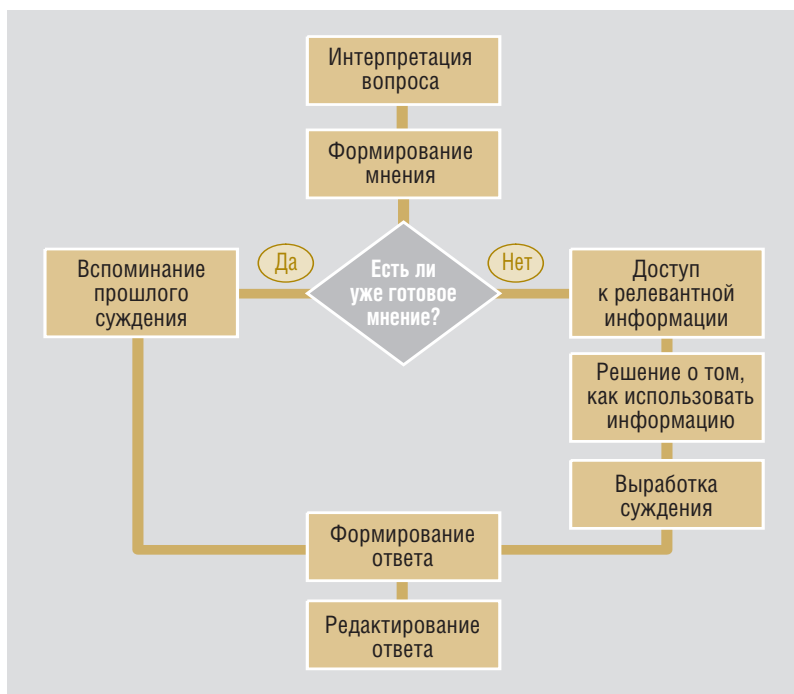 Интерпретация
вопроса
Формирование
мнения
Да
Нет
Вспоминание
прошлого
суждения
Есть ли
уже готовое
мнение?
Доступ
к релевантной
информации
Решение о том,
как использовать
информацию
Выработка
суждения
Формирование
ответа
Редактирование
ответа